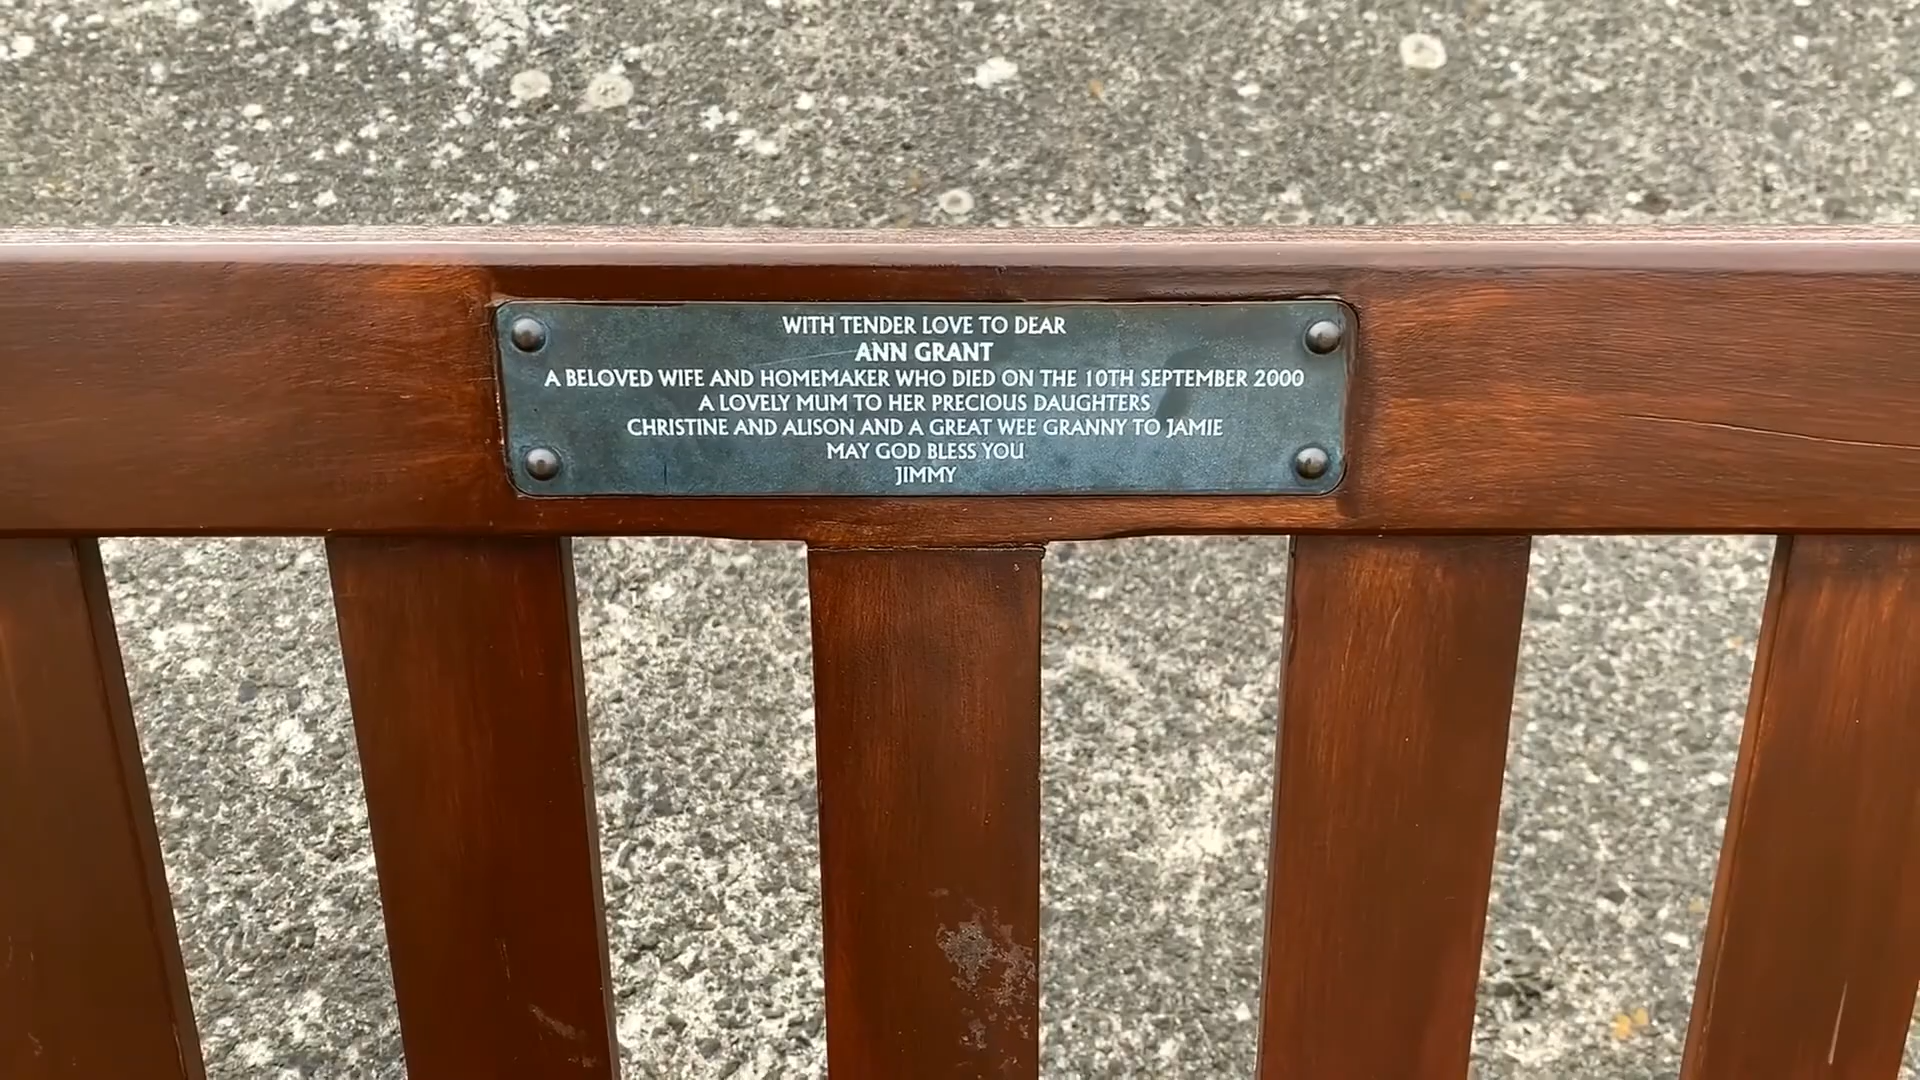 WITH TENDER LOVE TO DEAR
ANN GRANT
A BELOVED WIFE AND HOMEMAKER WHO DIED ON THE 10TH SEPTEMBER 2000
A LOVELY MUM TO HER PRECIOUS DAUGHTERS
CHRISTINE AND ALISON AND A GREAT WEE GRANNY TO JAMIE
MAY GOD BLESS YOU
JIMMY